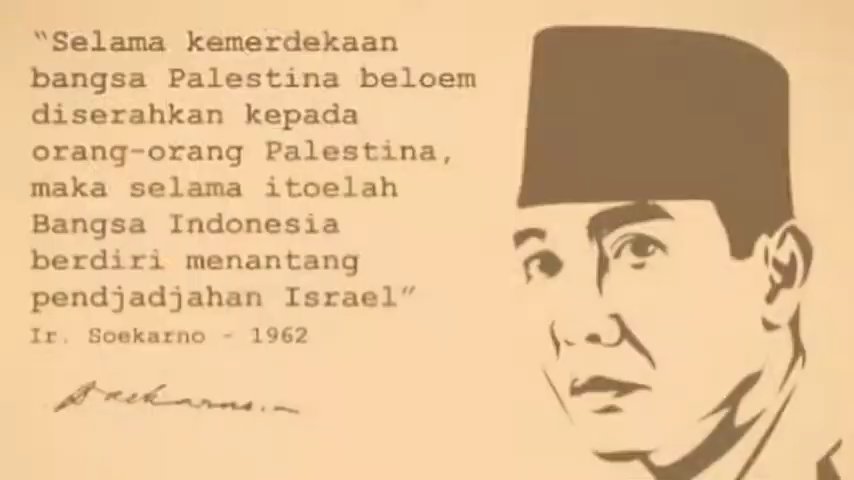 “Selama kemerdekaan
bangsa Palestina beloem
diserahkan kepada
orang-orang Palestina,
maka selama itoelah
Bangsa Indonesia
berdiri menantang
pendjadjahan Israel”
Ir. Soekarno - 1962
Soekarno